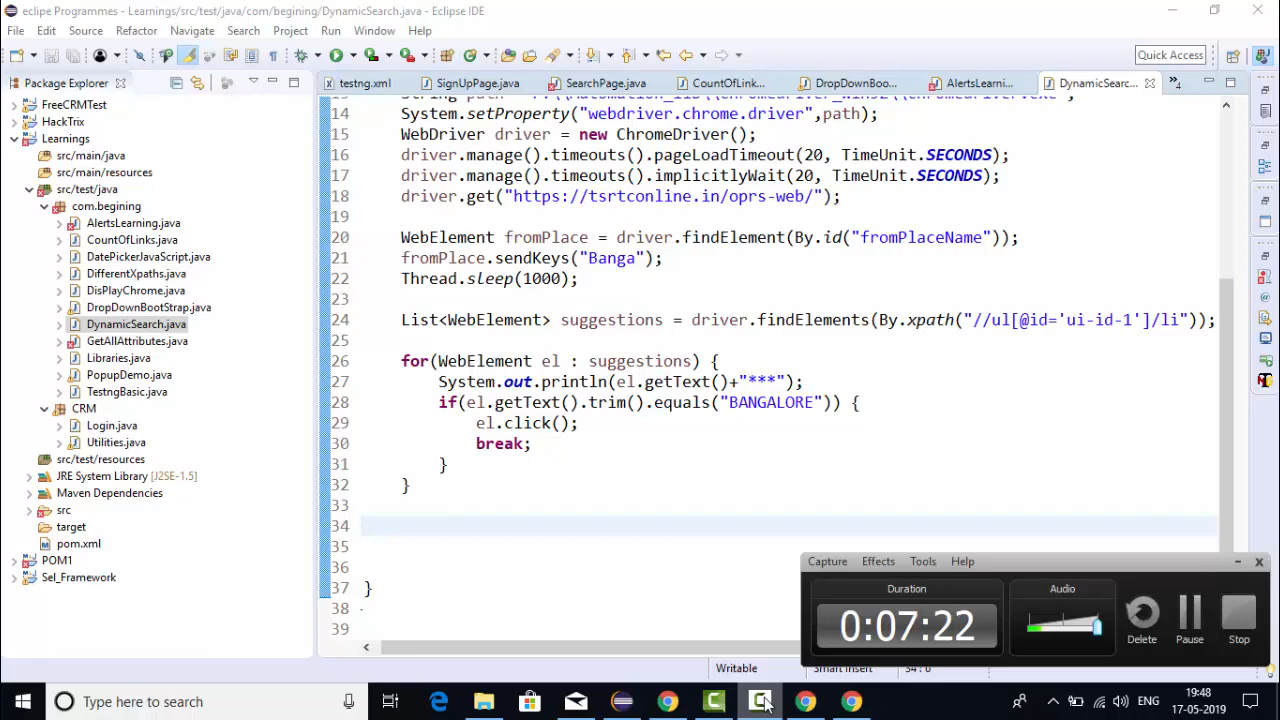 eclipe Programmes - Learnings/src/test/java/com/begining/DynamicSearch.java - Eclipse IDE
File Edit Source Refactor Navigate Search Project Run Window Help
Quick Access
Package Explorer
testng.xml SignUpPage.java SearchPage.java CountOfLink... DropDownBoo... AlertsLearni... DynamicSearc... 4
FreeCRMTest
HackTrix
Learnings
src/main/java
src/main/resources
src/test/java
com.begining
AlertsLearning.java
CountOfLinks.java
DatePickerJavaScript.java
DifferentXpaths.java
DisPlayChrome.java
DropDownBootStrap.java
DynamicSearch.java
GetAllAttributes.java
Libraries.java
PopupDemo.java
TestngBasic.java
CRM
Login.java
Utilities.java
src/test/resources
JRE System Library [J2SE-1.5]
Maven Dependencies
src
target
pom.xml
POM1
Sel_Framework
14 System.setProperty("webdriver.chrome.driver",path);
15 WebDriver driver = new ChromeDriver();
16 driver.manage().timeouts().pageLoadTimeout(20, TimeUnit.SECONDS);
17 driver.manage().timeouts().implicitlyWait(20, TimeUnit.SECONDS);
18 driver.get("https://tsrtconline.in/oprs-web/");
19
20 WebElement fromPlace = driver.findElement(By.id("fromPlaceName"));
21 fromPlace.sendKeys("Banga");
22 Thread.sleep(1000);
23
24 List<WebElement> suggestions = driver.findElements(By.xpath("//ul[@id='ui-id-1']/li"));
25
26 for(WebElement el : suggestions) {
27 System.out.println(el.getText()+"***");
28 if(el.getText().trim().equals("BANGALORE")) {
29 el.click();
30 break;
31 }
32 }
33
34
35
36
37 }
38
39
Capture Effects Tools Help
Duration
0:07:22
Audio
Delete Pause Stop
Writable Smart Insert 34 : 6
Type here to search
ENG
19:48
17-05-2019